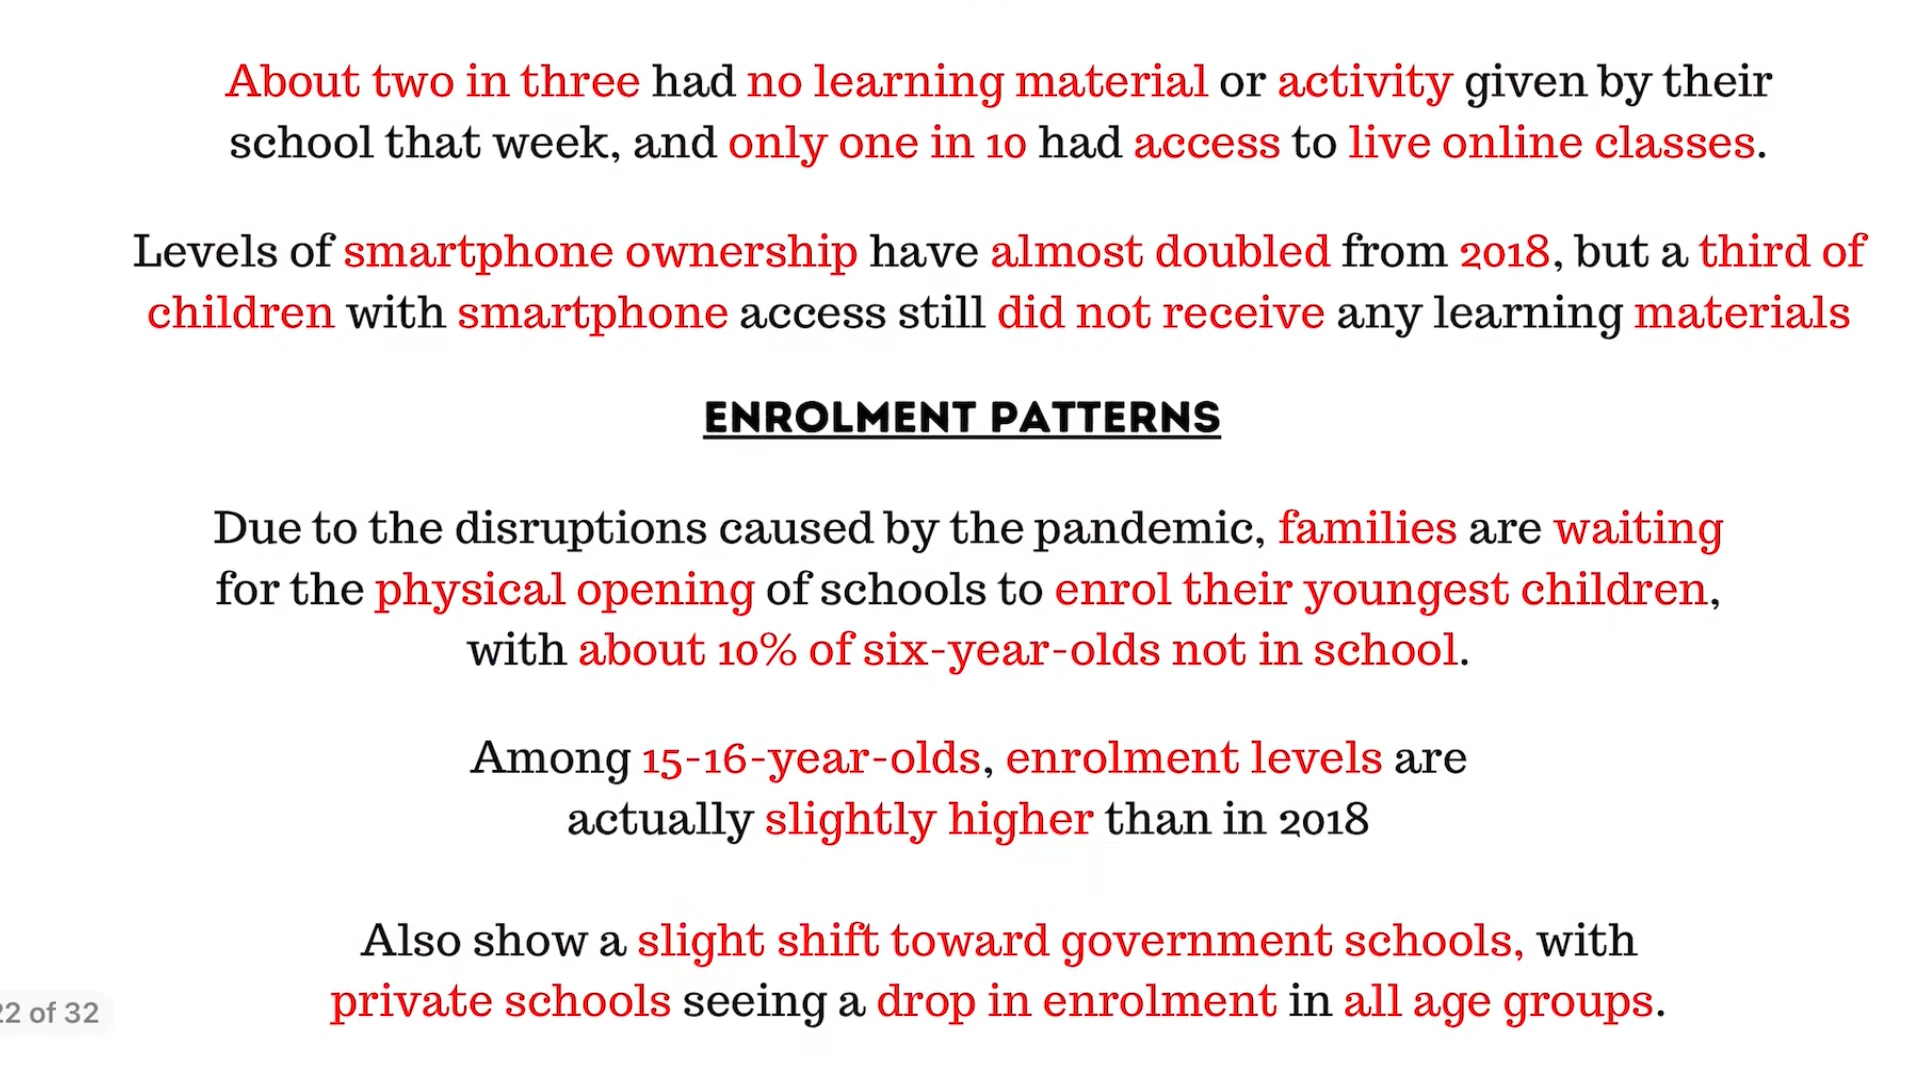 About two in three had no learning material or activity given by their
school that week, and only one in 10 had access to live online classes.
Levels of smartphone ownership have almost doubled from 2018, but a third of
children with smartphone access still did not receive any learning materials
ENROLMENT PATTERNS
Due to the disruptions caused by the pandemic, families are waiting
for the physical opening of schools to enrol their youngest children,
with about 10% of six-year-olds not in school.
Among 15-16-year-olds, enrolment levels are
actually slightly higher than in 2018
Also show a slight shift toward government schools, with
private schools seeing a drop in enrolment in all age groups.
22 of 32